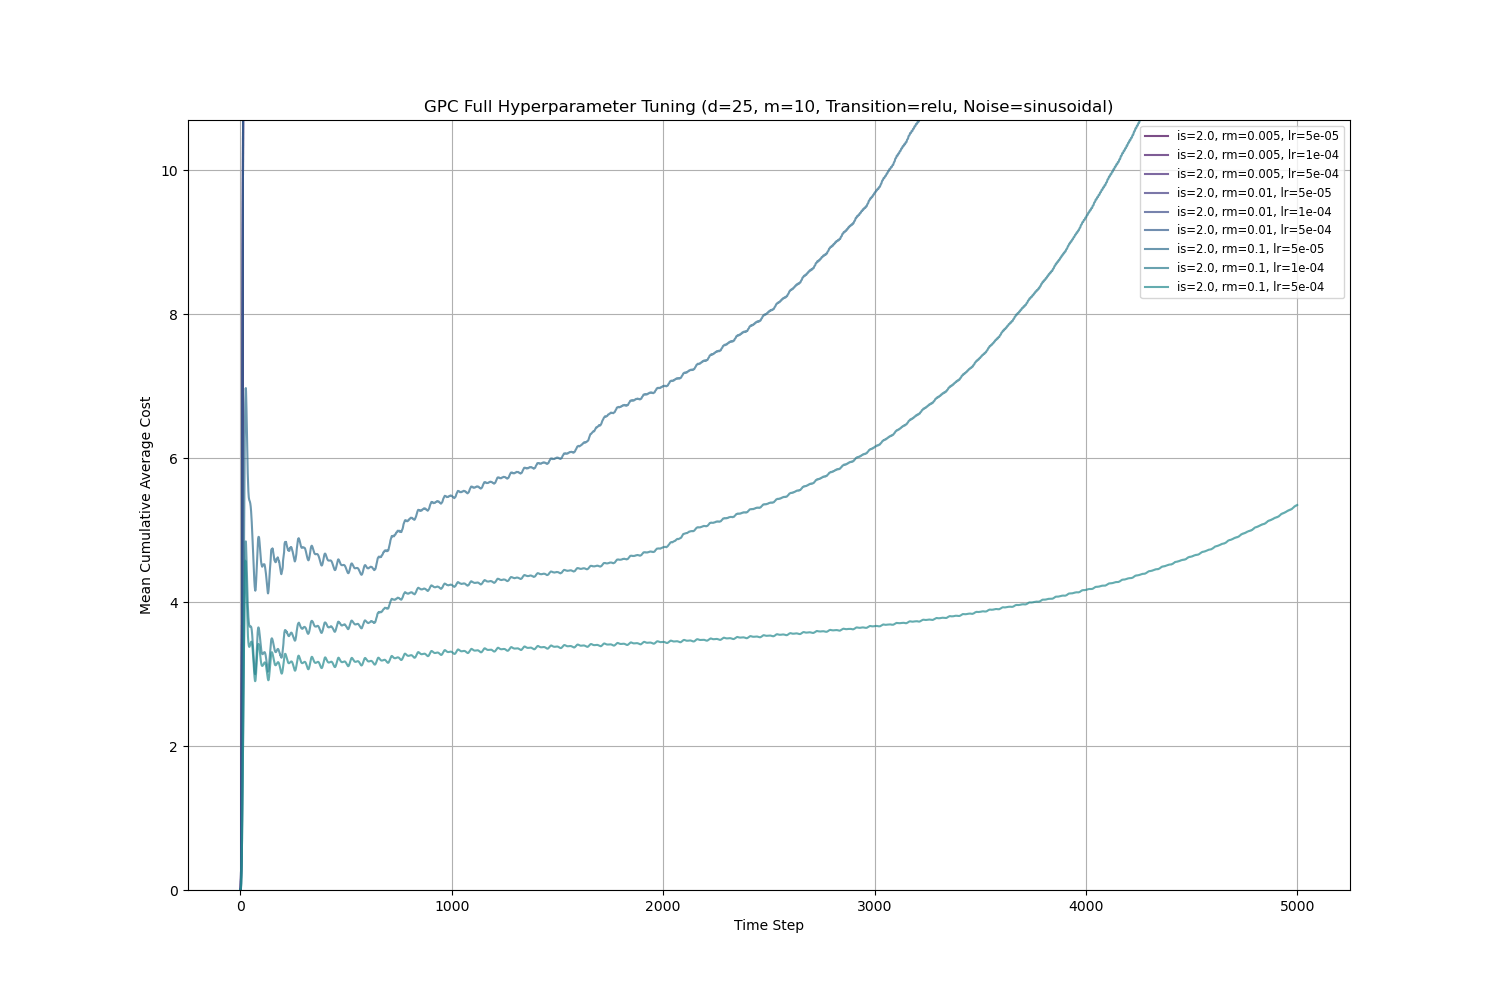 GPC Full Hyperparameter Tuning (d=25, m=10, Transition=relu, Noise=sinusoidal)
is=2.0, rm=0.005, lr=5e-05
is=2.0, rm=0.005, lr=1e-04
is=2.0, rm=0.005, lr=5e-04
is=2.0, rm=0.01, lr=5e-05
is=2.0, rm=0.01, lr=1e-04
is=2.0, rm=0.01, lr=5e-04
is=2.0, rm=0.1, lr=5e-05
is=2.0, rm=0.1, lr=1e-04
is=2.0, rm=0.1, lr=5e-04
Mean Cumulative Average Cost
10
8
6
4
2
0
0 1000 2000 3000 4000 5000
Time Step